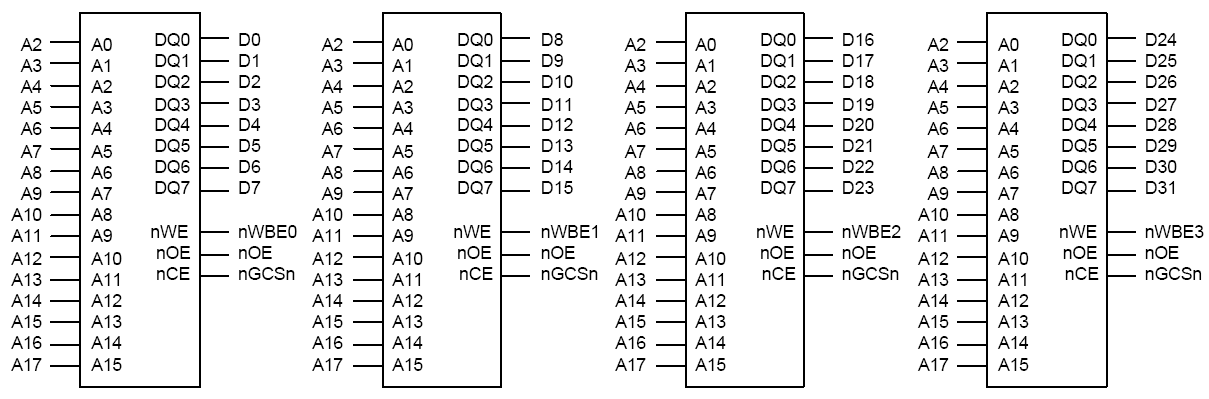 A2 A0 DQ0 D0 A2 A0 DQ0 D8 A2 A0 DQ0 D16 A2 A0 DQ0 D24
A3 A1 DQ1 D1 A3 A1 DQ1 D9 A3 A1 DQ1 D17 A3 A1 DQ1 D25
A4 A2 DQ2 D2 A4 A2 DQ2 D10 A4 A2 DQ2 D18 A4 A2 DQ2 D26
A5 A3 DQ3 D3 A5 A3 DQ3 D11 A5 A3 DQ3 D19 A5 A3 DQ3 D27
A6 A4 DQ4 D4 A6 A4 DQ4 D12 A6 A4 DQ4 D20 A6 A4 DQ4 D28
A7 A5 DQ5 D5 A7 A5 DQ5 D13 A7 A5 DQ5 D21 A7 A5 DQ5 D29
A8 A6 DQ6 D6 A8 A6 DQ6 D14 A8 A6 DQ6 D22 A8 A6 DQ6 D30
A9 A7 DQ7 D7 A9 A7 DQ7 D15 A9 A7 DQ7 D23 A9 A7 DQ7 D31
A10 A8 A10 A8 A10 A8 A10 A8
A11 A9 nWE nWBE0 A11 A9 nWE nWBE1 A11 A9 nWE nWBE2 A11 A9 nWE nWBE3
A12 A10 nOE nOE A12 A10 nOE nOE A12 A10 nOE nOE A12 A10 nOE nOE
A13 A11 nCE nGCSn A13 A11 nCE nGCSn A13 A11 nCE nGCSn A13 A11 nCE nGCSn
A14 A12 A14 A12 A14 A12 A14 A12
A15 A13 A15 A13 A15 A13 A15 A13
A16 A14 A16 A14 A16 A14 A16 A14
A17 A15 A17 A15 A17 A15 A17 A15